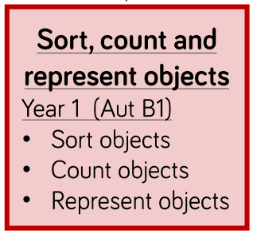 Sort, count and
represent objects
Year 1 (Aut B1)
• Sort objects
• Count objects
• Represent objects